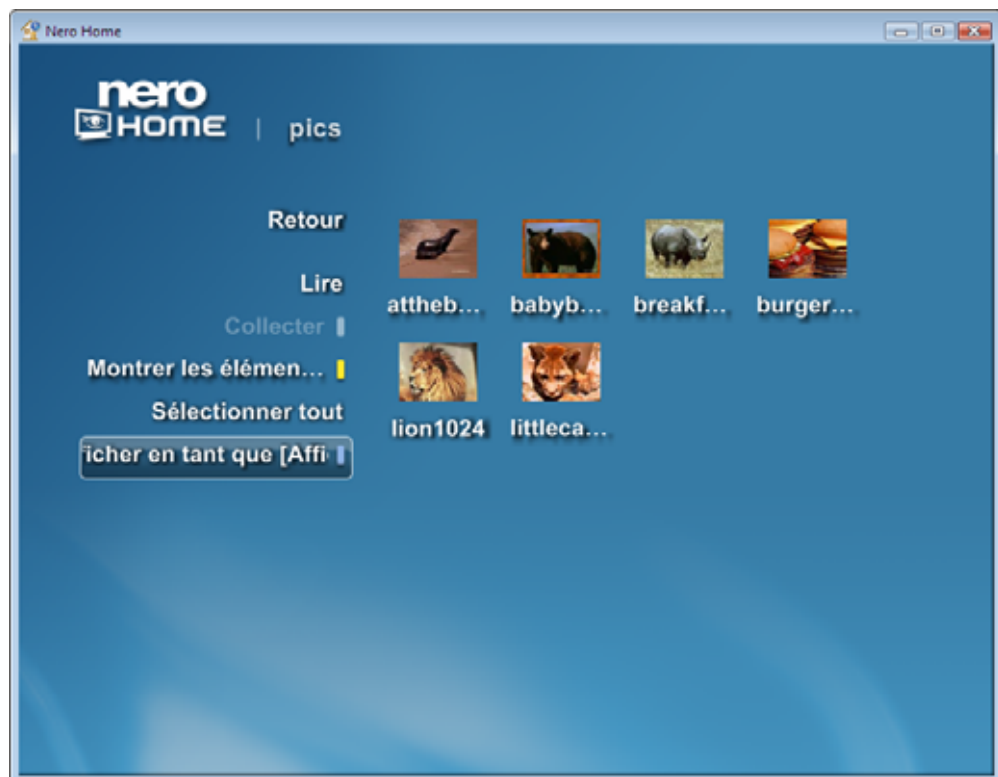 Nero Home
nero
HOME | pics
Retour
Lire
Collecter
Montrer les élémen...
Sélectionner tout
icher en tant que [Affi
attheb... babyb... breakf... burger...
lion1024 littleca...